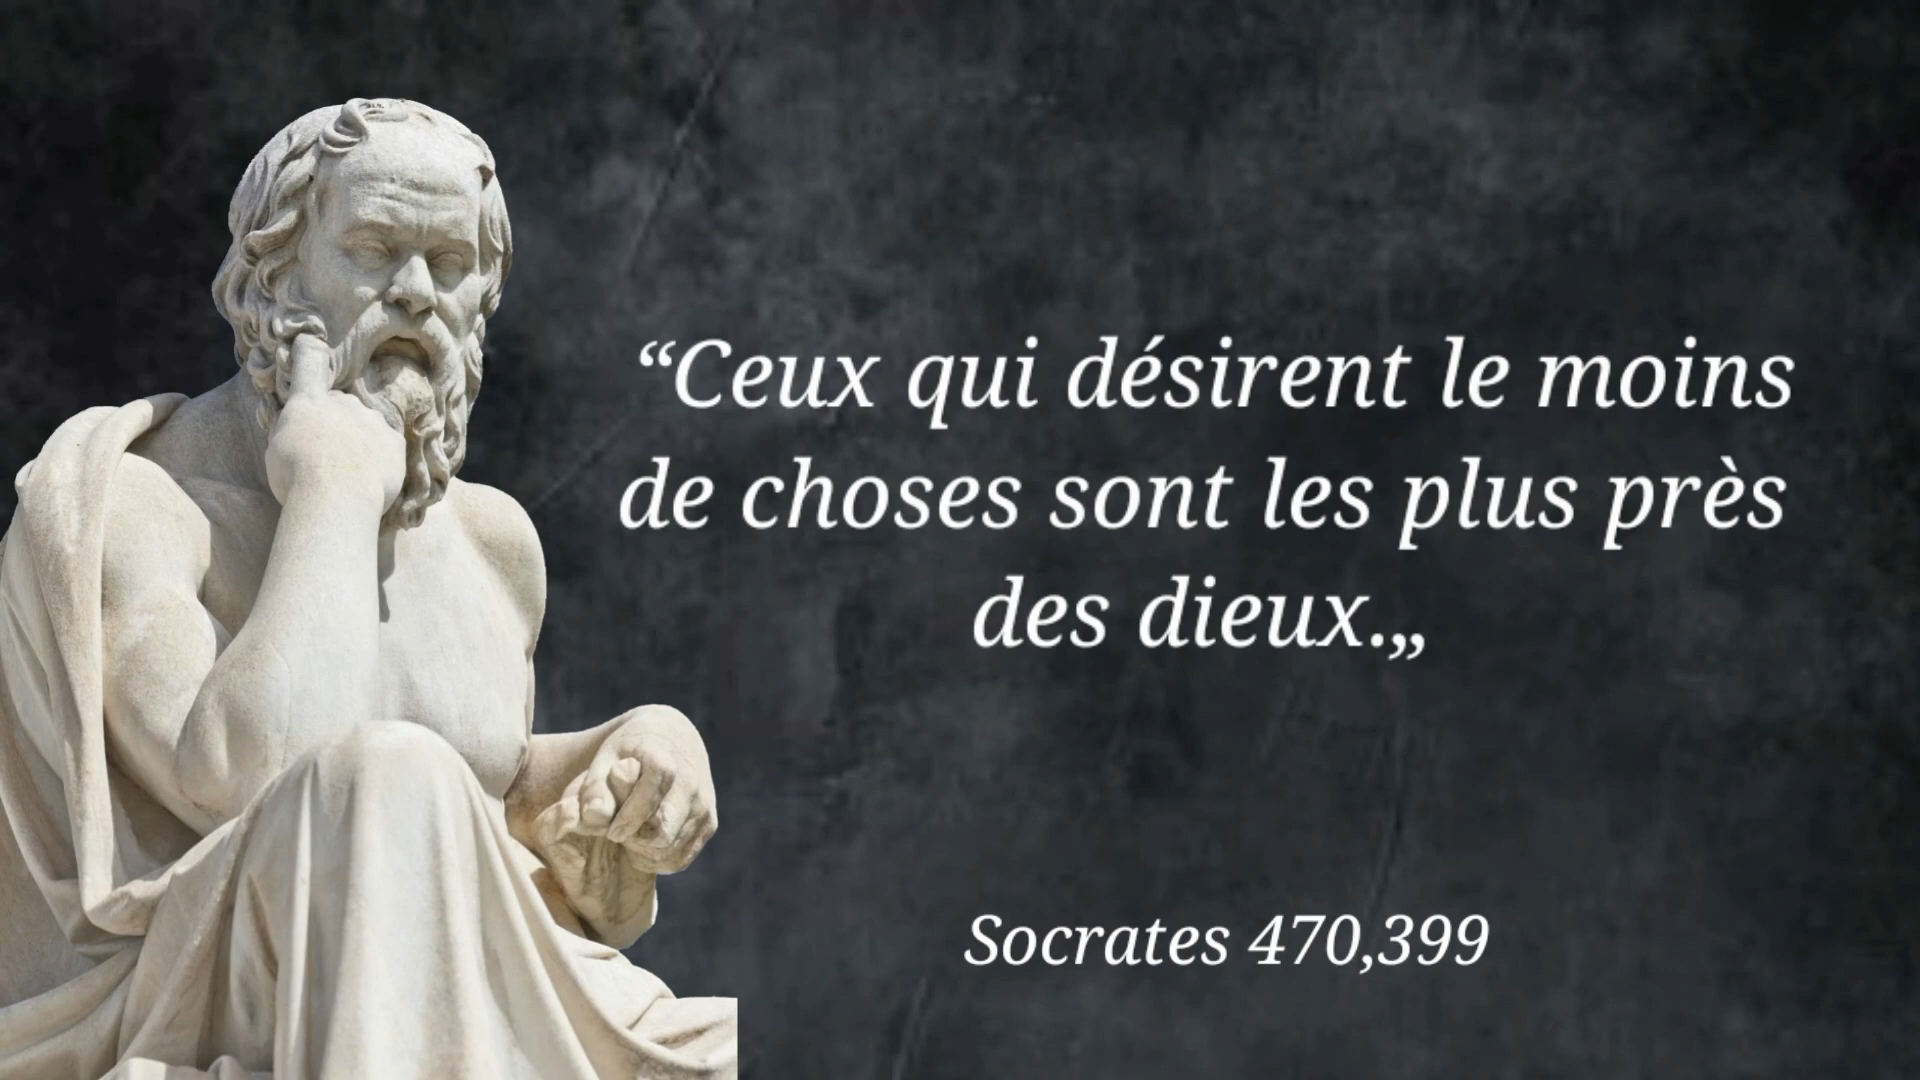 “Ceux qui désirent le moins
de choses sont les plus près
des dieux.„
Socrates 470,399